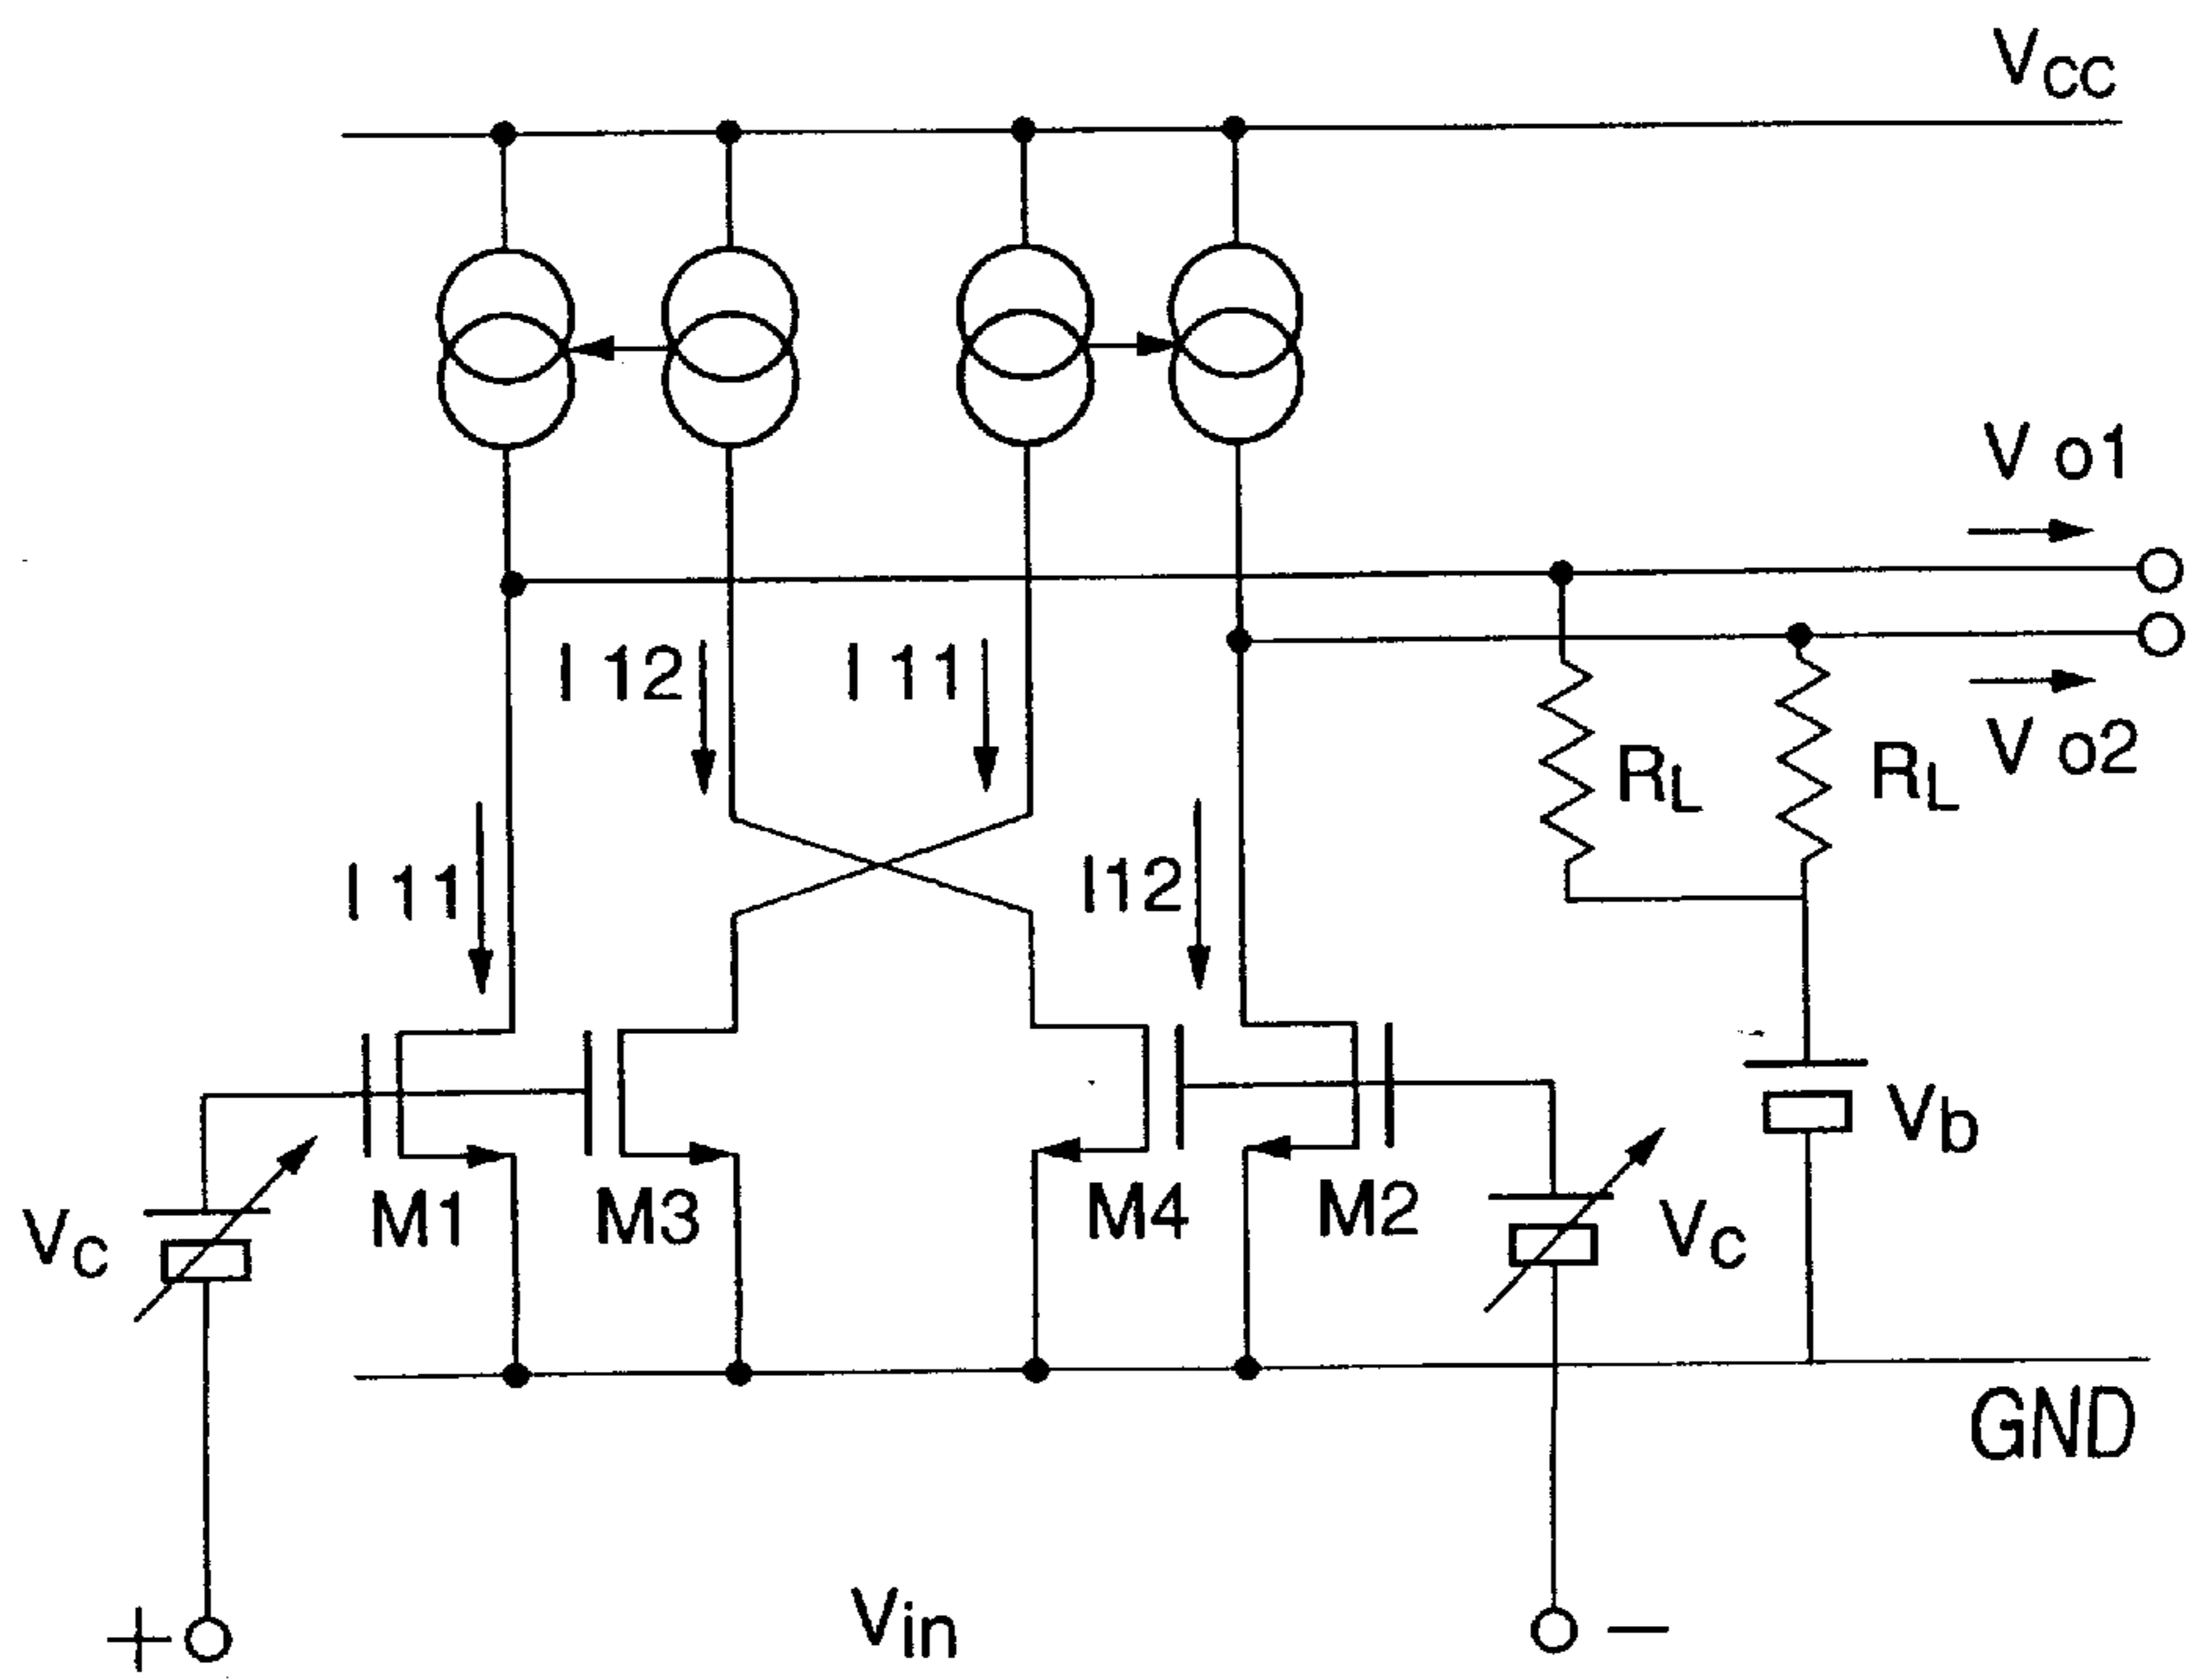 VCC
V o1
I 12
I 11
V o2
RL
RL
I 11
I12
Vb
VC
M1
M3
M4
M2
VC
GND
+
Vin
−